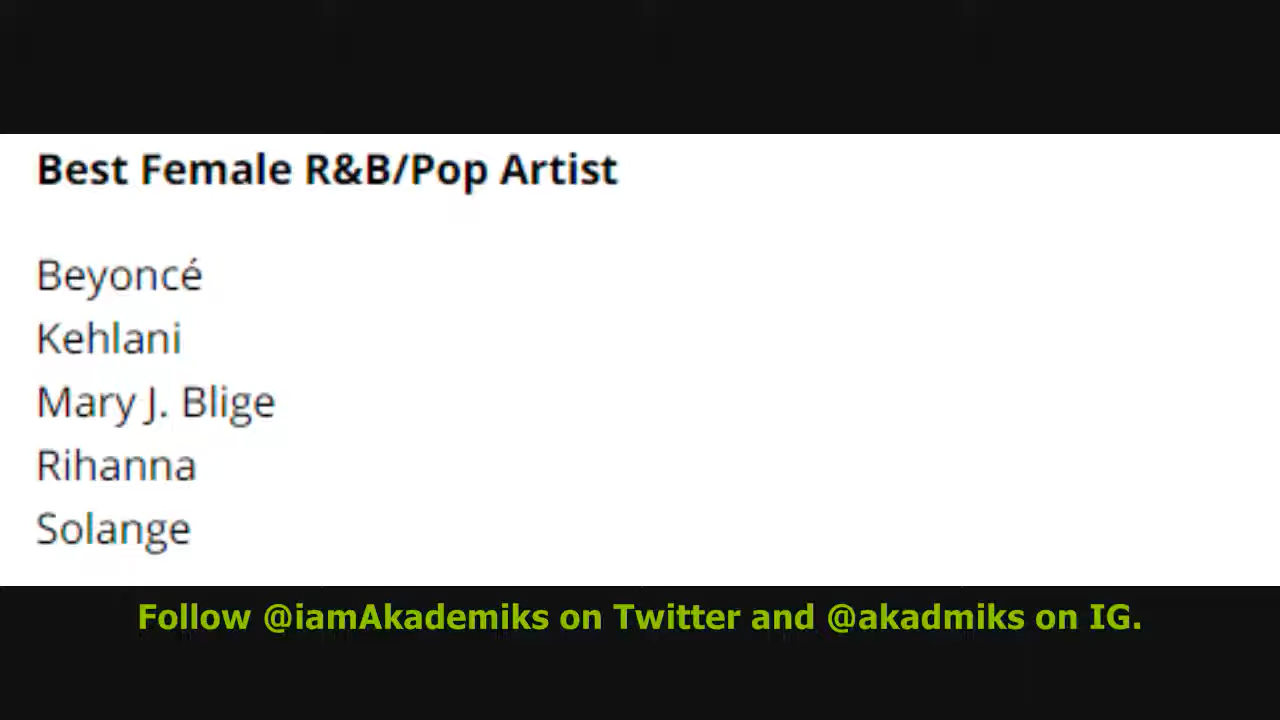 Best Female R&B/Pop Artist
Beyoncé
Kehlani
Mary J. Blige
Rihanna
Solange
Follow @iamAkademiks on Twitter and @akadmiks on IG.